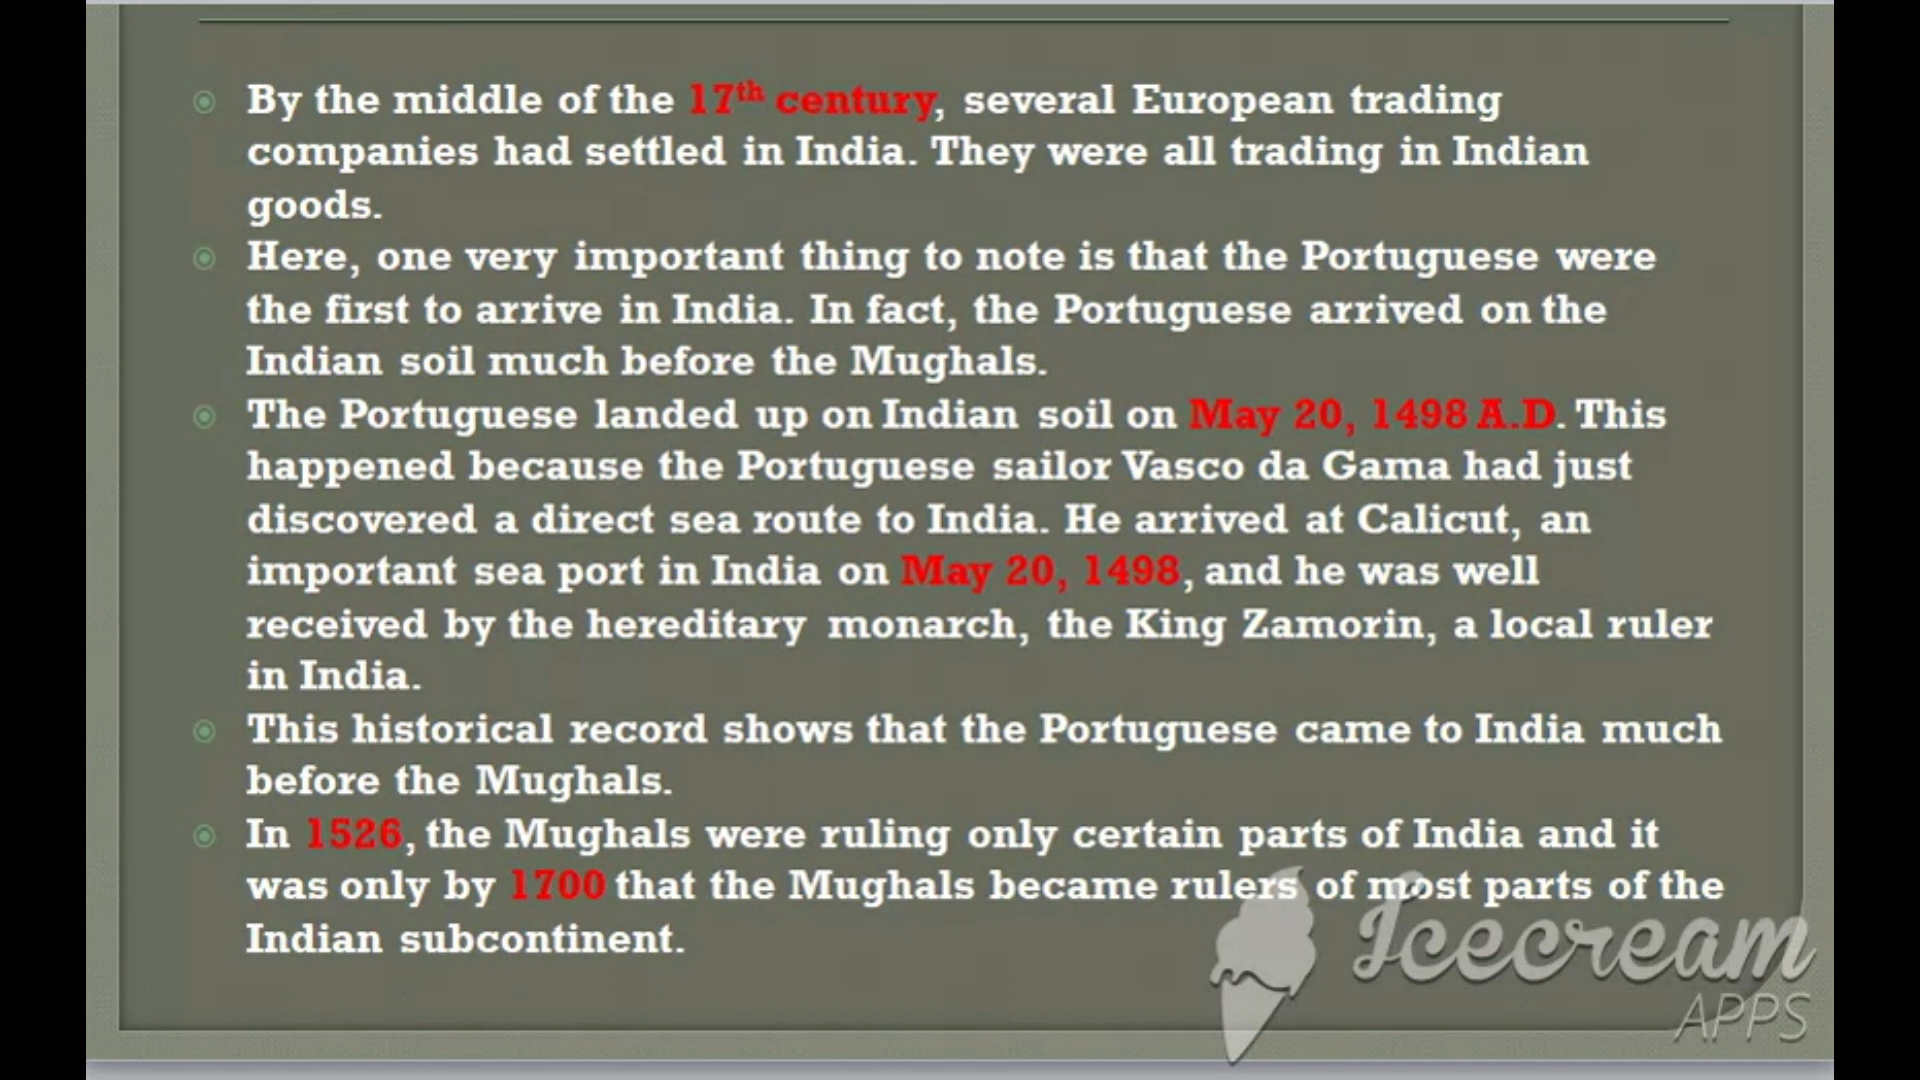 By the middle of the 17th century, several European trading
companies had settled in India. They were all trading in Indian
goods.
Here, one very important thing to note is that the Portuguese were
the first to arrive in India. In fact, the Portuguese arrived on the
Indian soil much before the Mughals.
The Portuguese landed up on Indian soil on May 20, 1498 A.D. This
happened because the Portuguese sailor Vasco da Gama had just
discovered a direct sea route to India. He arrived at Calicut, an
important sea port in India on May 20, 1498, and he was well
received by the hereditary monarch, the King Zamorin, a local ruler
in India.
This historical record shows that the Portuguese came to India much
before the Mughals.
In 1526, the Mughals were ruling only certain parts of India and it
was only by 1700 that the Mughals became rulers of most parts of the
Indian subcontinent.
Icecream
APPS